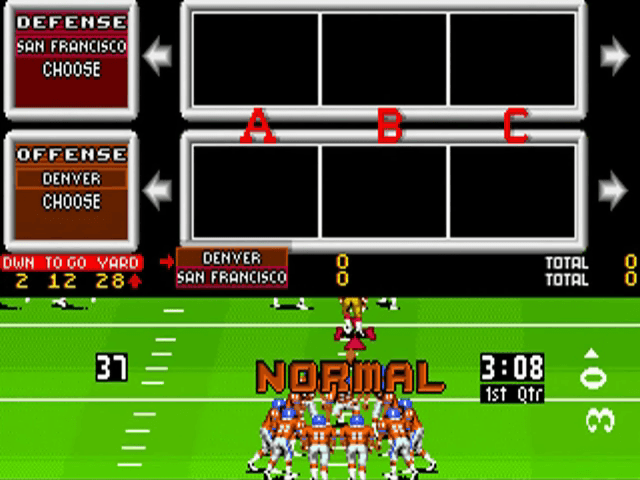 DEFENSE
SAN FRANCISCO
CHOOSE
A B C
OFFENSE
DENVER
CHOOSE
DWN TO GO YARD
2 12 28
DENVER 0 TOTAL 0
SAN FRANCISCO 0 TOTAL 0
37
NORMAL
3:08
1st Qtr
30